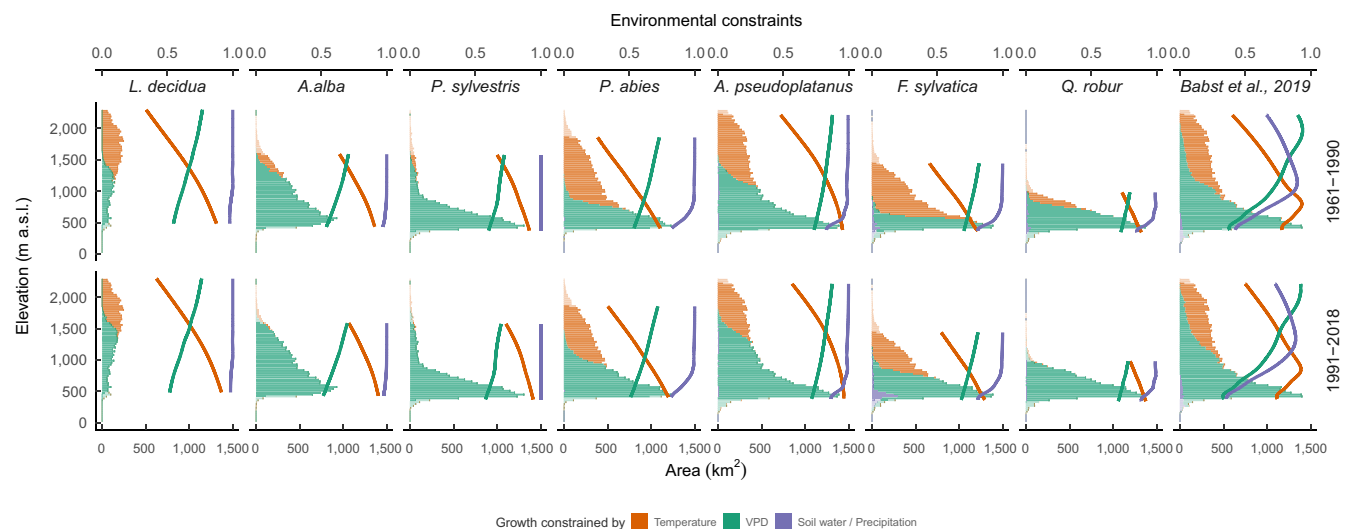 Environmental constraints
0.0 0.5 1.0 0.0 0.5 1.0 0.0 0.5 1.0 0.0 0.5 1.0 0.0 0.5 1.0 0.0 0.5 1.0 0.0 0.5 1.0 0.0 0.5 1.0
L. decidua A.alba P. sylvestris P. abies A. pseudoplatanus F. sylvatica Q. robur Babst et al., 2019
2,000
1,500
1,000
500
0
1961−1990
Elevation (m a.s.l.)
2,000
1,500
1,000
500
0
1991−2018
0 500 1,000 1,500 0 500 1,000 1,500 0 500 1,000 1,500 0 500 1,000 1,500 0 500 1,000 1,500 0 500 1,000 1,500 0 500 1,000 1,500 0 500 1,000 1,500
Area (km²)
Growth constrained by Temperature VPD Soil water / Precipitation